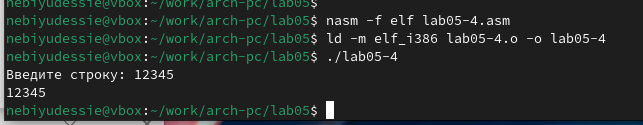 nebiyudessie@vbox:~/work/arch-pc/lab05$ nasm -f elf lab05-4.asm
nebiyudessie@vbox:~/work/arch-pc/lab05$ ld -m elf_i386 lab05-4.o -o lab05-4
nebiyudessie@vbox:~/work/arch-pc/lab05$ ./lab05-4
Введите строку: 12345
12345
nebiyudessie@vbox:~/work/arch-pc/lab05$